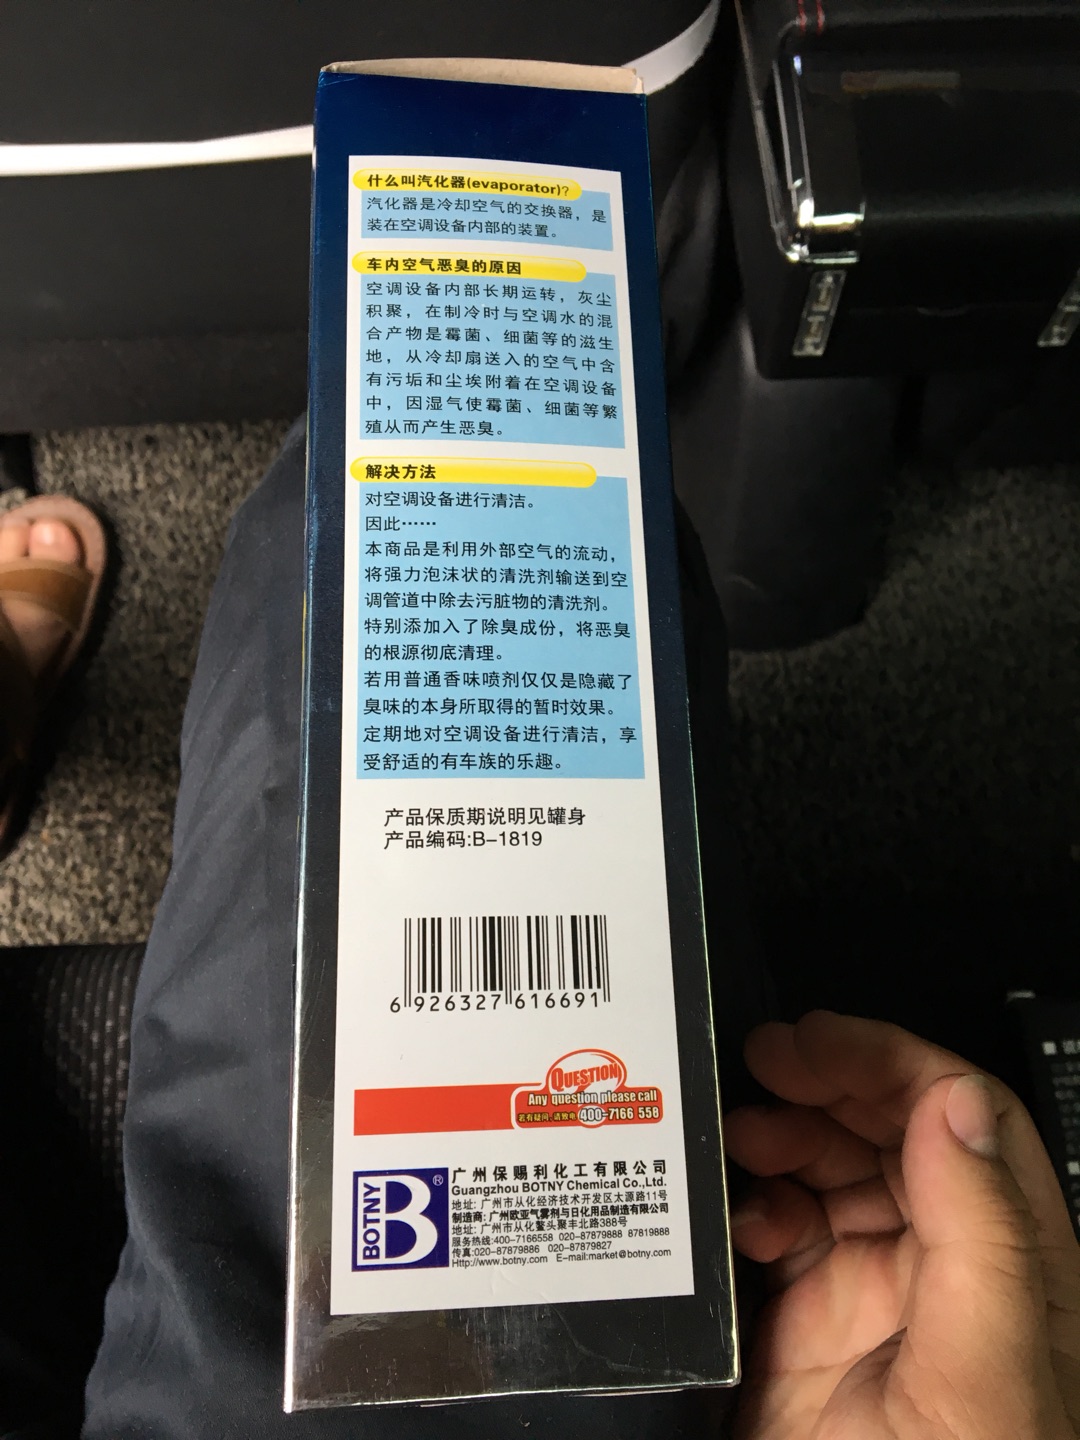 什么叫汽化器(evaporator)?
汽化器是冷却空气的交换器，是
装在空调设备内部的装置。
车内空气恶臭的原因
空调设备内部长期运转，灰尘
积聚，在制冷时与空调水的混
合产物是霉菌、细菌等的滋生
地，从冷却扇送入的空气中含
有污垢和尘埃附着在空调设备
中，因湿气使霉菌、细菌等繁
殖从而产生恶臭。
解决方法
对空调设备进行清洁。
因此……
本商品是利用外部空气的流动，
将强力泡沫状的清洗剂输送到空
调管道中除去污脏物的清洗剂。
特别添加入了除臭成份，将恶臭
的根源彻底清理。
若用普通香味喷剂仅仅是隐藏了
臭味的本身所取得的暂时效果。
定期地对空调设备进行清洁，享
受舒适的有车族的乐趣。
产品保质期说明见罐身
产品编码:B-1819
6 926327 616691
QUESTION
Any question please call
若有疑问，请致电 400-7166 558
BOTNY B ®
广州保赐利化工有限公司
Guangzhou BOTNY Chemical Co.,Ltd.
地址: 广州市从化经济技术开发区太源路11号
制造商: 广州欧亚气雾剂与日化用品制造有限公司
地址: 广州市从化鳌头聚丰北路388号
服务热线:400-7166558 020-87879888 87819888
传真:020-87879886 020-87879827
Http://www.botny.com E-mail:market@botny.com